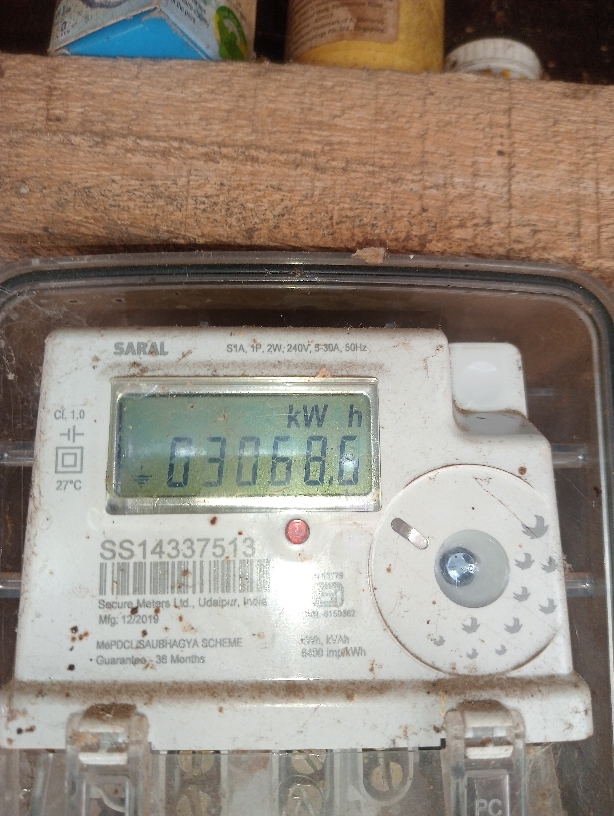 SARAL
S1A, 1P, 2W, 240V, 5-30A, 50Hz
Cl. 1.0
kW h
03068.6
27°C
SS14337513
Secure Meters Ltd., Udaipur, India
Mfg: 12/2019
MePDCL/SAUBHAGYA SCHEME
Guarantee - 36 Months
kWh, kVAh
6400 imp/kWh
PC